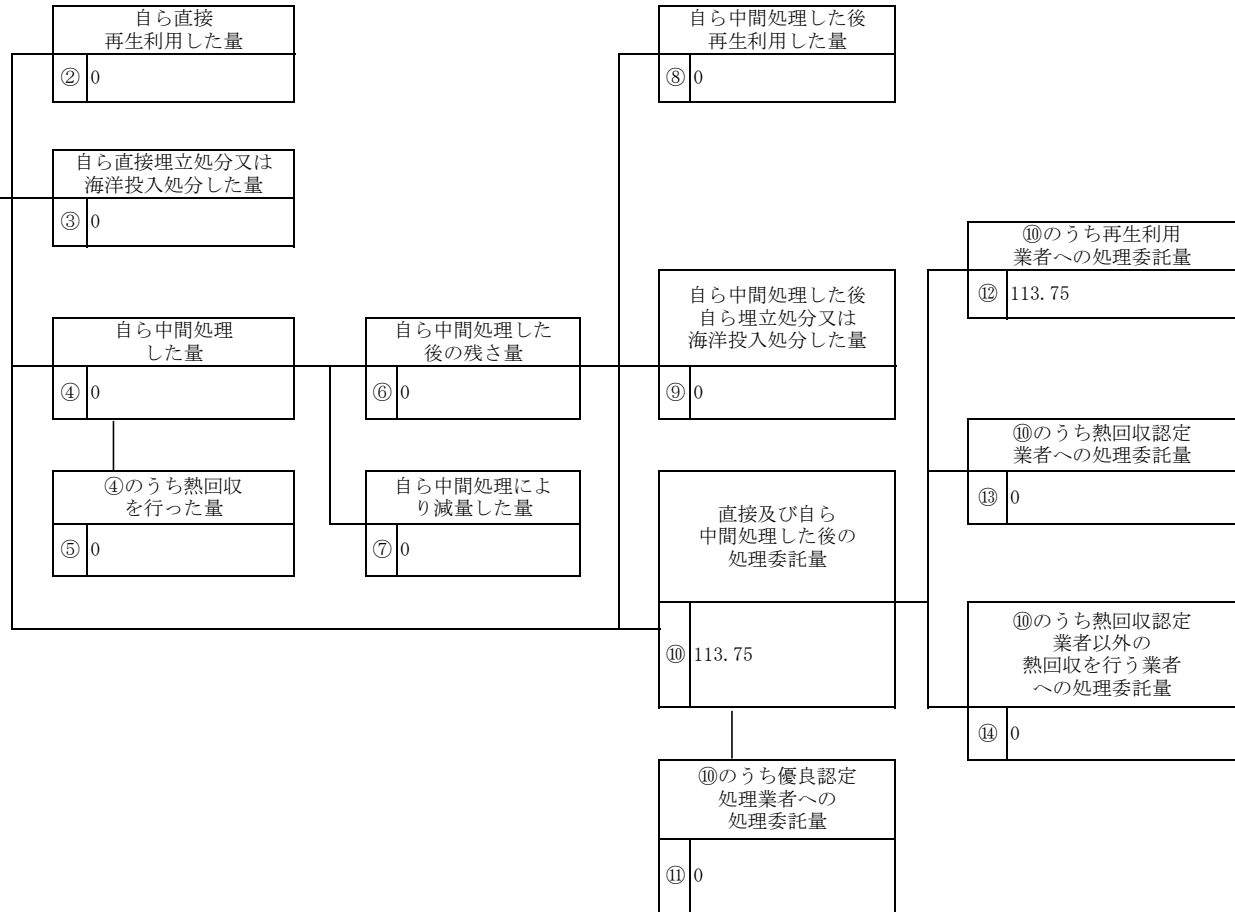 自ら直接
再生利用した量
② 0
自ら直接埋立処分又は
海洋投入処分した量
③ 0
自ら中間処理
した量
④ 0
④のうち熱回収
を行った量
⑤ 0
自ら中間処理した
後の残さ量
⑥ 0
自ら中間処理によ
り減量した量
⑦ 0
自ら中間処理した後
再生利用した量
⑧ 0
自ら中間処理した後
自ら埋立処分又は
海洋投入処分した量
⑨ 0
直接及び自ら
中間処理した後の
処理委託量
⑩ 113.75
⑩のうち優良認定
処理業者への
処理委託量
⑪ 0
⑩のうち再生利用
業者への処理委託量
⑫ 113.75
⑩のうち熱回収認定
業者への処理委託量
⑬ 0
⑩のうち熱回収認定
業者以外の
熱回収を行う業者
への処理委託量
⑭ 0